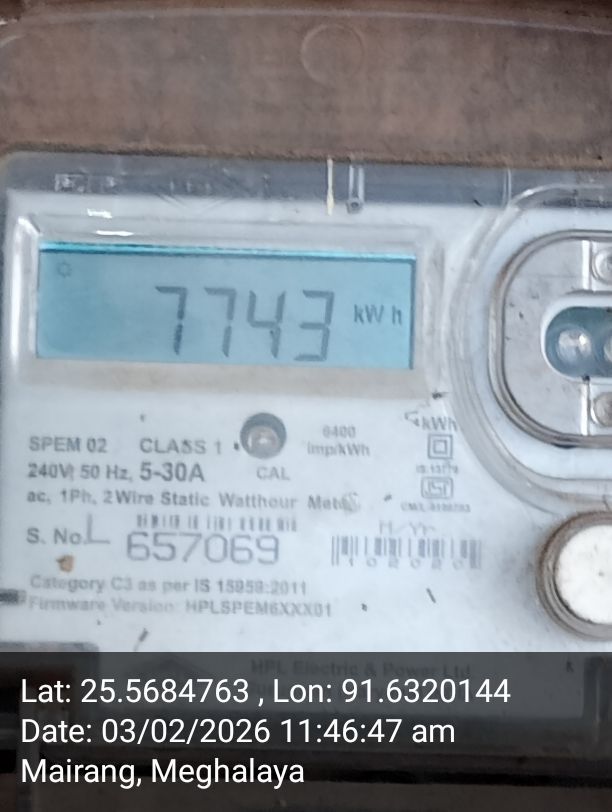 7743 kWh
SPEM 02 CLASS 1
6400 imp/kWh
kWh
240V, 50 Hz, 5-30A
CAL
ac, 1Ph, 2Wire Static Watthour Meter
S. No. L 657069
M/Yr
Category C3 as per IS 15959:2011
Firmware Version: HPLSPEM6XXX01
HPL Electric & Power Ltd
Lat: 25.5684763 , Lon: 91.6320144
Date: 03/02/2026 11:46:47 am
Mairang, Meghalaya